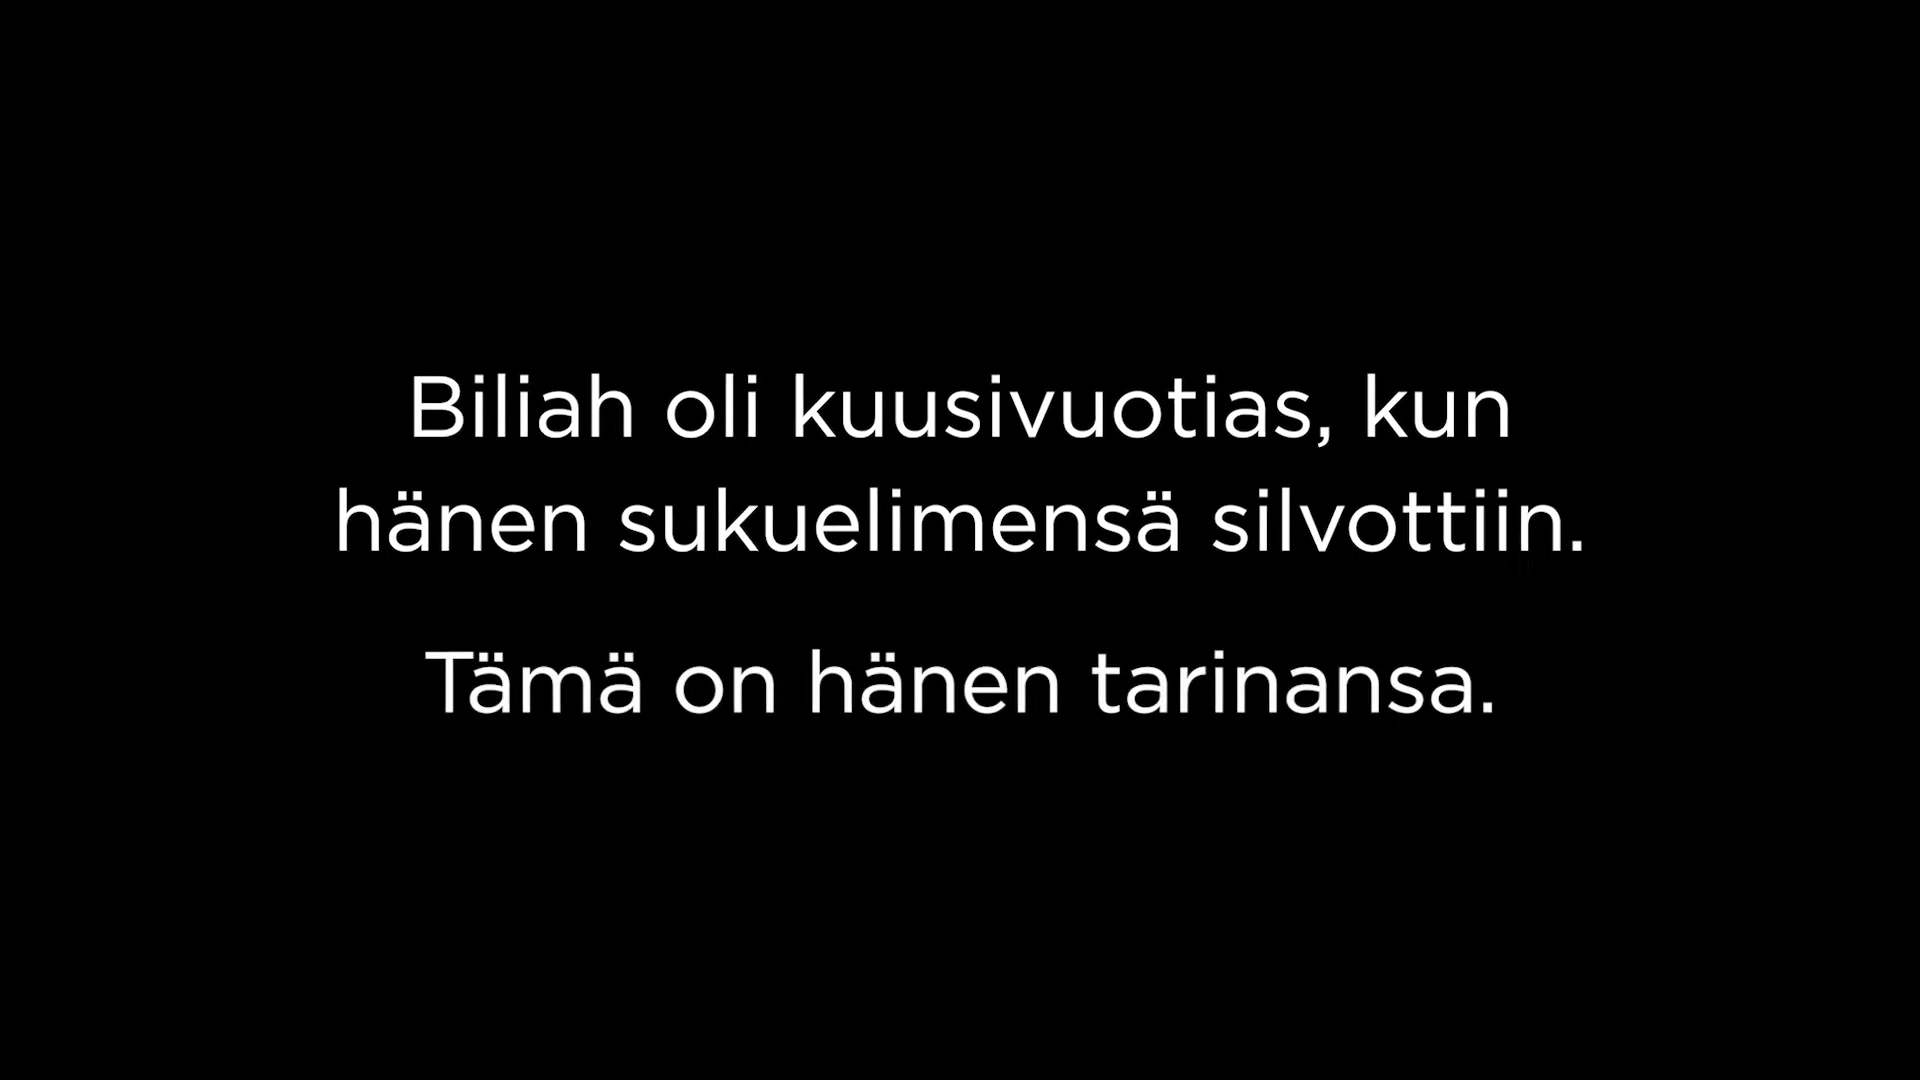 Biliah oli kuusivuotias, kun
hänen sukuelimensä silvottiin.
Tämä on hänen tarinansa.